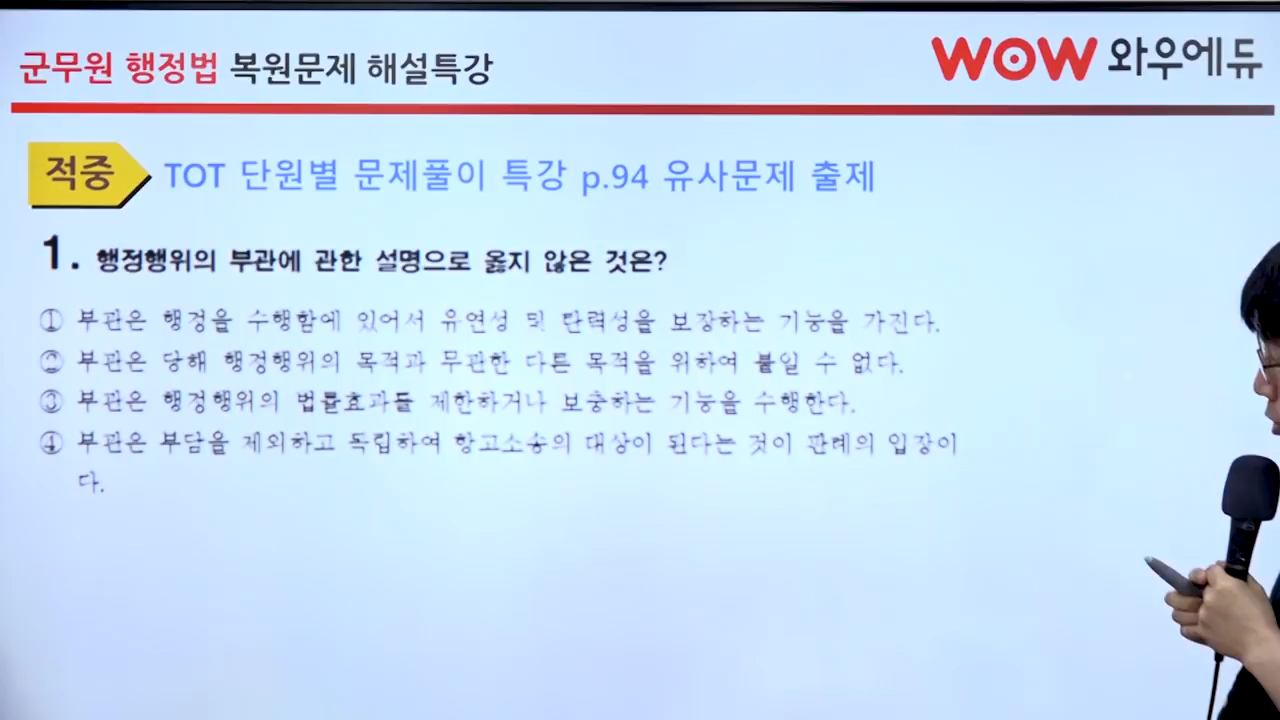 군무원 행정법 복원문제 해설특강
WOW 와우에듀
적중 TOT 단원별 문제풀이 특강 p.94 유사문제 출제
1. 행정행위의 부관에 관한 설명으로 옳지 않은 것은?
① 부관은 행정을 수행함에 있어서 유연성 및 탄력성을 보장하는 기능을 가진다.
② 부관은 당해 행정행위의 목적과 무관한 다른 목적을 위하여 붙일 수 없다.
③ 부관은 행정행위의 법률효과를 제한하거나 보충하는 기능을 수행한다.
④ 부관은 부담을 제외하고 독립하여 항고소송의 대상이 된다는 것이 판례의 입장이
다.